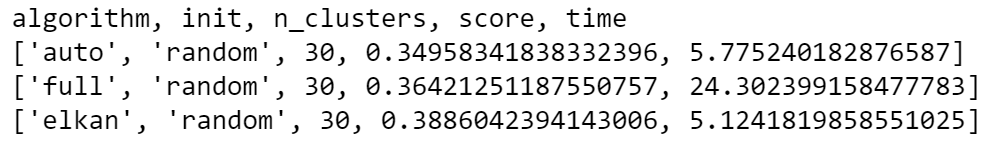 algorithm, init, n_clusters, score, time
['auto', 'random', 30, 0.34958341838332396, 5.775240182876587]
['full', 'random', 30, 0.36421251187550757, 24.302399158477783]
['elkan', 'random', 30, 0.3886042394143006, 5.1241819858551025]